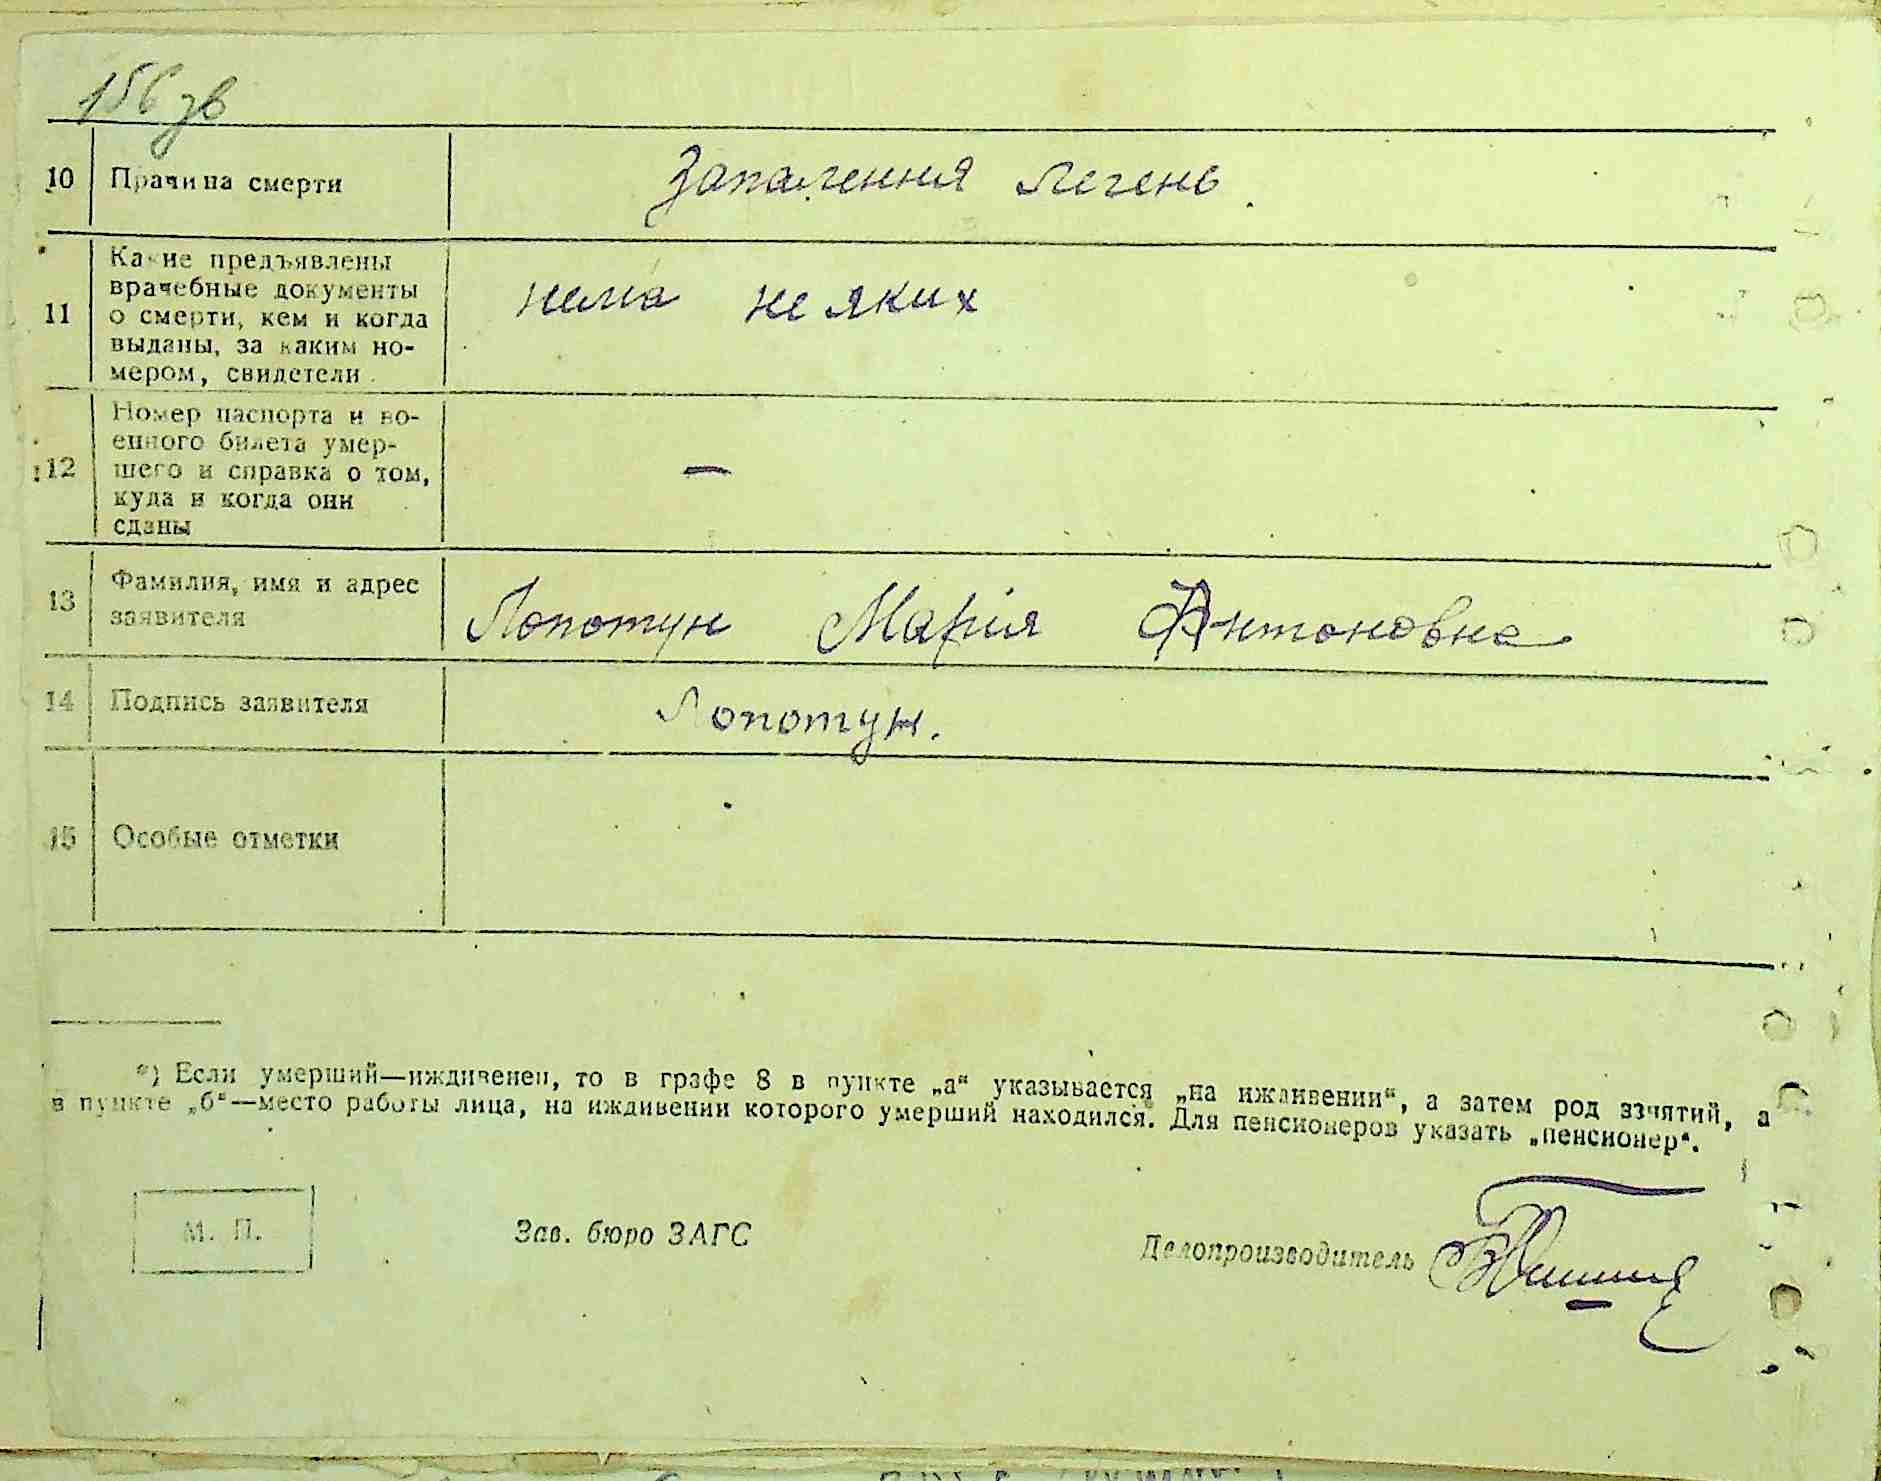 156 зв
10 Причина смерти Запалення легень.
11 Какие предъявлены
врачебные документы
о смерти, кем и когда
выданы, за каким но-
мером, свидетели.
нема не яких
12 Номер паспорта и во-
енного билета умер-
шего и справка о том,
куда и когда они
сданы
—
13 Фамилия, имя и адрес
заявителя
Лопотун Марія Антоновна
14 Подпись заявителя Лопотун.
15 Особые отметки
*) Если умерший—иждивенец, то в графе 8 в пункте „а“ указывается „на иждивении“, а затем род занятий, а
в пункте „б“—место работы лица, на иждивении которого умерший находился. Для пенсионеров указать „пенсионер“.
М. П. Зав. бюро ЗАГС Делопроизводитель